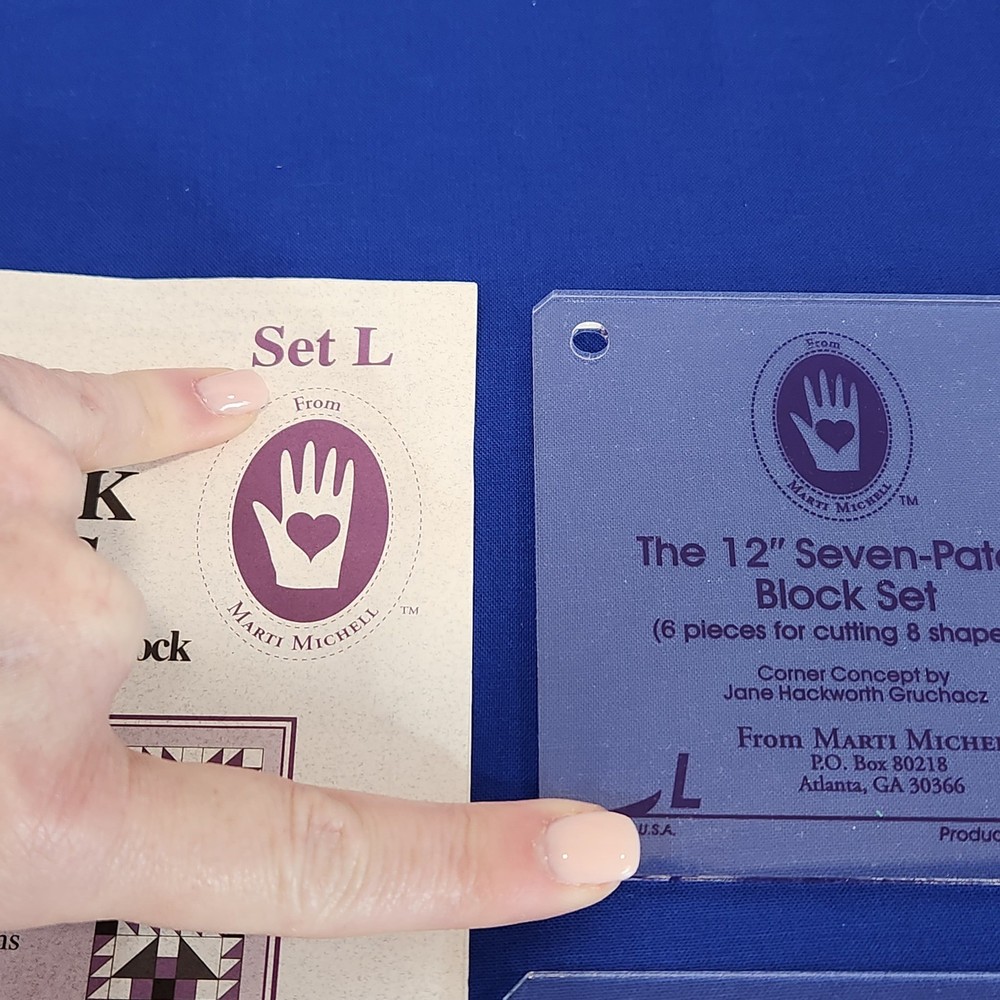 Set L
From
K
MARTI MICHELL
TM
ock
ns
From
MARTI MICHELL
TM
The 12" Seven-Patc
Block Set
(6 pieces for cutting 8 shape
Corner Concept by
Jane Hackworth Gruchacz
From MARTI MICHEL
P.O. Box 80218
Atlanta, GA 30366
L
U.S.A.
Produc